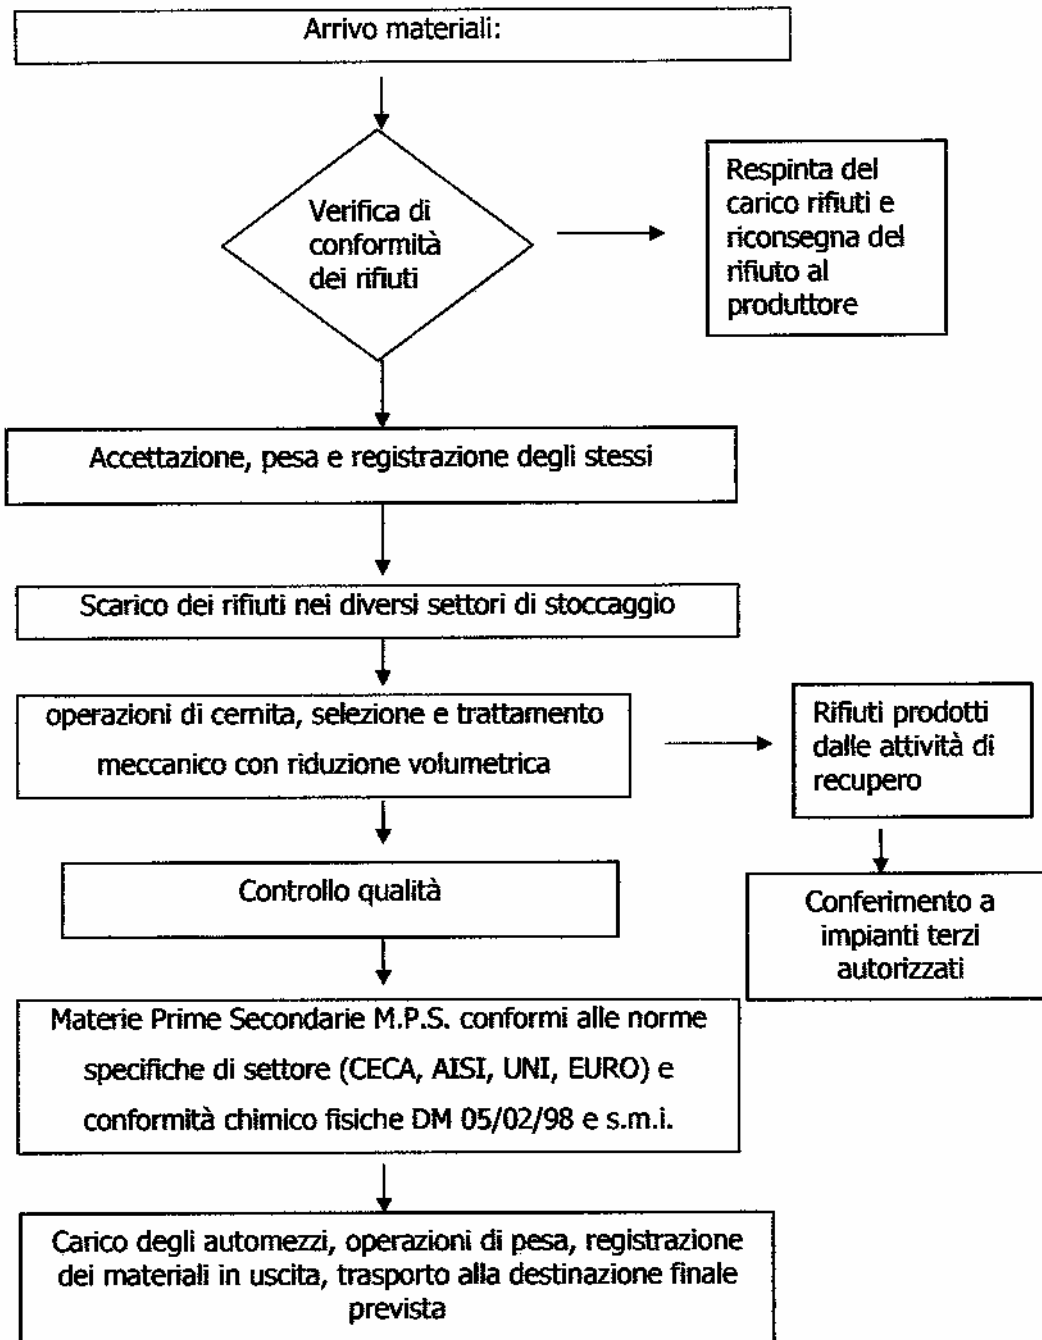 Arrivo materiali:
Verifica di
conformità
dei rifiuti
Respinta del
carico rifiuti e
riconsegna del
rifiuto al
produttore
Accettazione, pesa e registrazione degli stessi
Scarico dei rifiuti nei diversi settori di stoccaggio
operazioni di cernita, selezione e trattamento
meccanico con riduzione volumetrica
Rifiuti prodotti
dalle attività di
recupero
Controllo qualità
Conferimento a
impianti terzi
autorizzati
Materie Prime Secondarie M.P.S. conformi alle norme
specifiche di settore (CECA, AISI, UNI, EURO) e
conformità chimico fisiche DM 05/02/98 e s.m.i.
Carico degli automezzi, operazioni di pesa, registrazione
dei materiali in uscita, trasporto alla destinazione finale
prevista